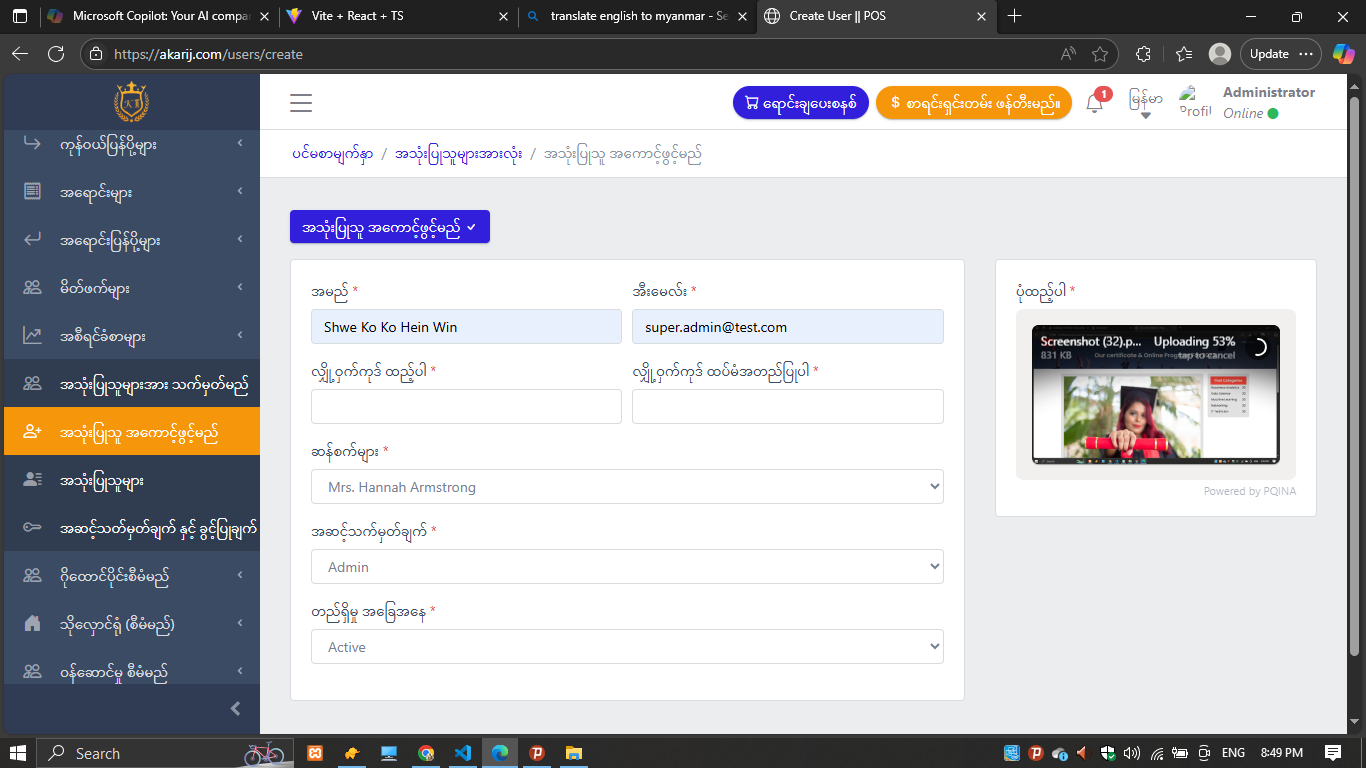 Microsoft Copilot: Your AI compa
Vite + React + TS
translate english to myanmar - Se
Create User || POS
https://akarij.com/users/create
Update
ရောင်းချပေးစနစ်
$ စာရင်းရှင်းတမ်း ဖန်တီးမည်။
1
မြန်မာ
Profil
Administrator
Online
ပင်မစာမျက်နှာ / အသုံးပြုသူများအားလုံး / အသုံးပြုသူ အကောင့်ဖွင့်မည်
ကုန်ဝယ်ပြန်ပို့များ
အရောင်းများ
အရောင်းပြန်ပို့များ
မိတ်ဖက်များ
အစီရင်ခံစာများ
အသုံးပြုသူများအား သက်မှတ်မည်
အသုံးပြုသူ အကောင့်ဖွင့်မည်
အသုံးပြုသူများ
အဆင့်သတ်မှတ်ချက် နှင့် ခွင့်ပြုချက်
ဂိုထောင်ပိုင်းစီမံမည်
သိုလှောင်ရုံ (စီမံမည်)
ဝန်ဆောင်မှု စီမံမည်
အသုံးပြုသူ အကောင့်ဖွင့်မည်
အမည် *
Shwe Ko Ko Hein Win
အီးမေလ်း *
super.admin@test.com
လျှို့ဝှက်ကုဒ် ထည့်ပါ *
လျှို့ဝှက်ကုဒ် ထပ်မံအတည်ပြုပါ *
ဆန်စက်များ *
Mrs. Hannah Armstrong
အဆင့်သက်မှတ်ချက် *
Admin
တည်ရှိမှု အခြေအနေ *
Active
ပုံထည့်ပါ *
Screenshot (32).p...
831 KB
Uploading 53%
tap to cancel
Our certificate & Online Pro
Powered by PQINA
Search
ENG
8:49 PM